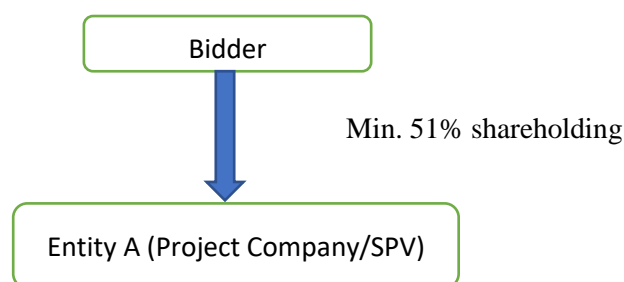 Bidder
Min. 51% shareholding
Entity A (Project Company/SPV)